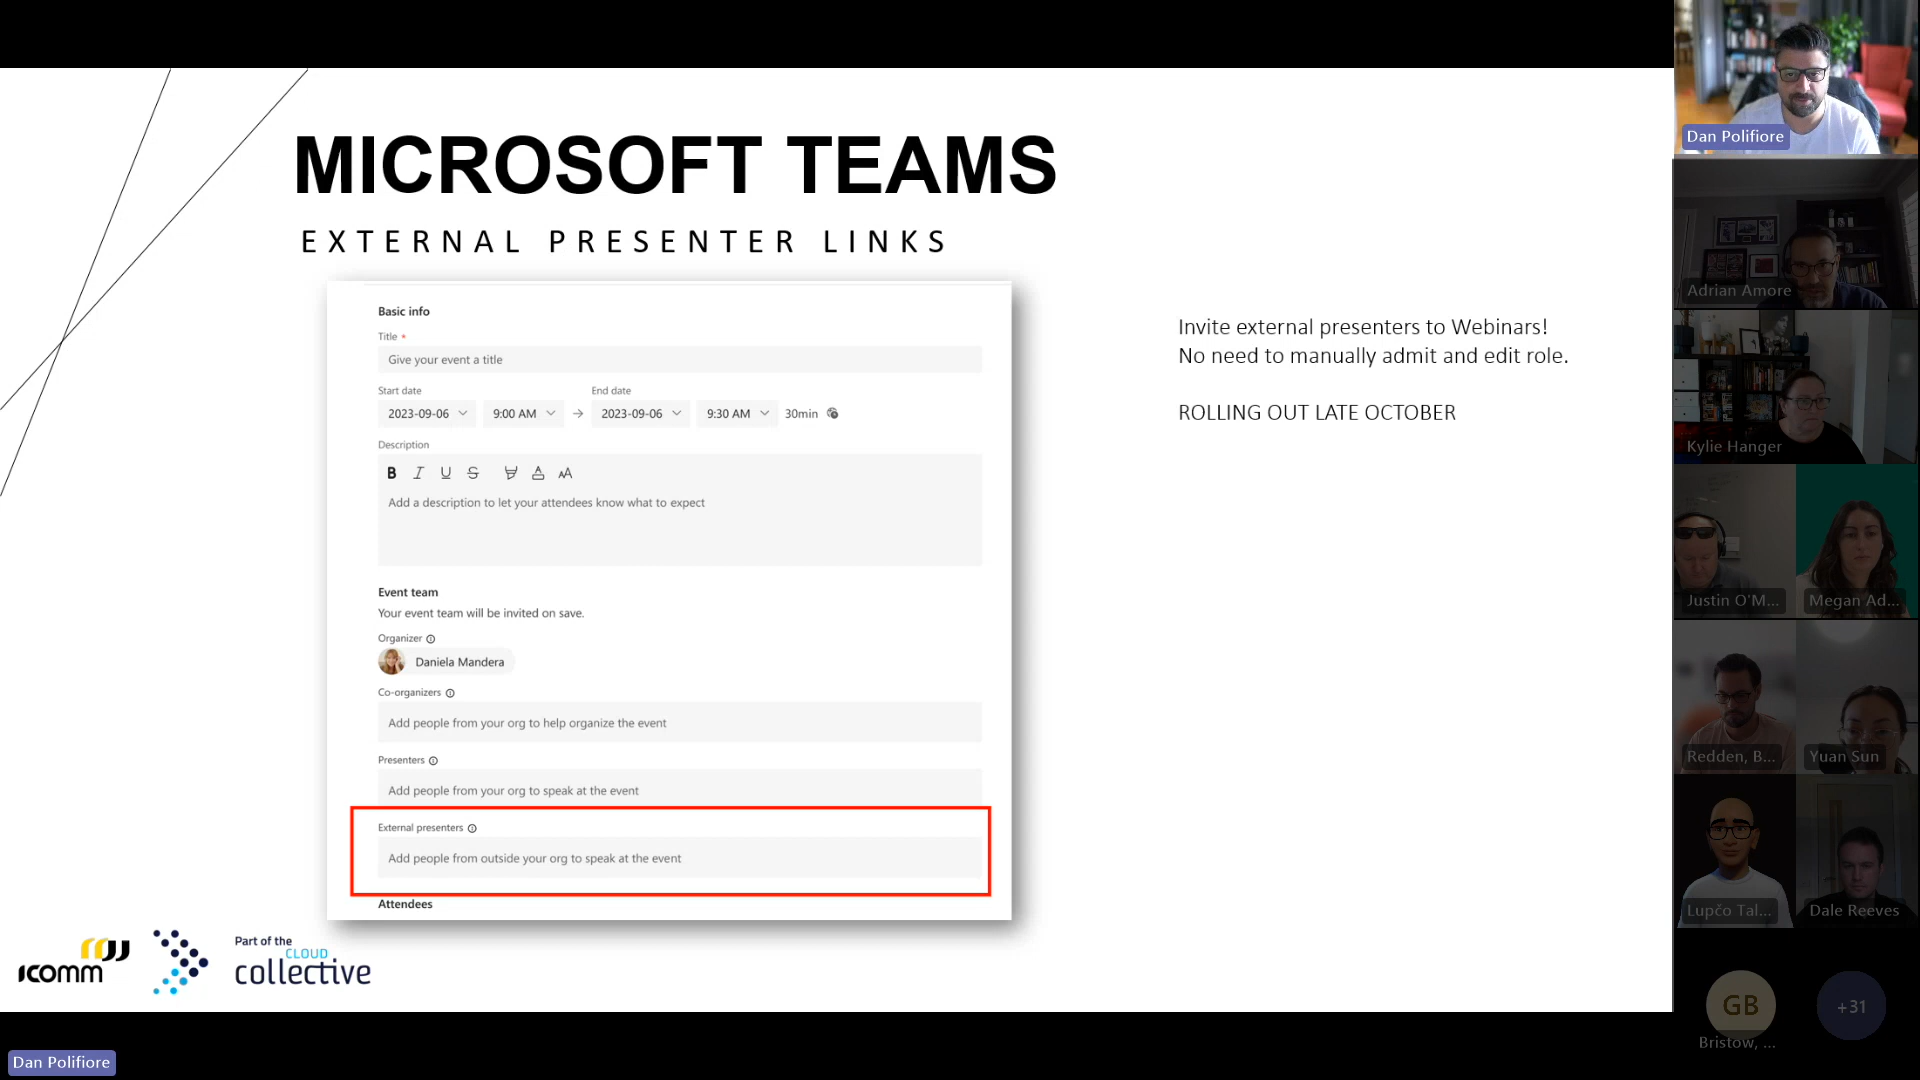 MICROSOFT TEAMS
EXTERNAL PRESENTER LINKS
Basic info
Title *
Give your event a title
Start date
End date
2023-09-06
9:00 AM
2023-09-06
9:30 AM
30min
Description
B I U S A AA
Add a description to let your attendees know what to expect
Event team
Your event team will be invited on save.
Organizer
Daniela Mandera
Co-organizers
Add people from your org to help organize the event
Presenters
Add people from your org to speak at the event
External presenters
Add people from outside your org to speak at the event
Attendees
Invite external presenters to Webinars!
No need to manually admit and edit role.
ROLLING OUT LATE OCTOBER
ICOMM
Part of the
CLOUD
collective
Dan Polifiore
Dan Polifiore
Adrian Amore
Kylie Hanger
Justin O'M...
Megan Ad...
Redden, B...
Yuan Sun
Lupčo Tal...
Dale Reeves
GB
+31
Bristow, ...